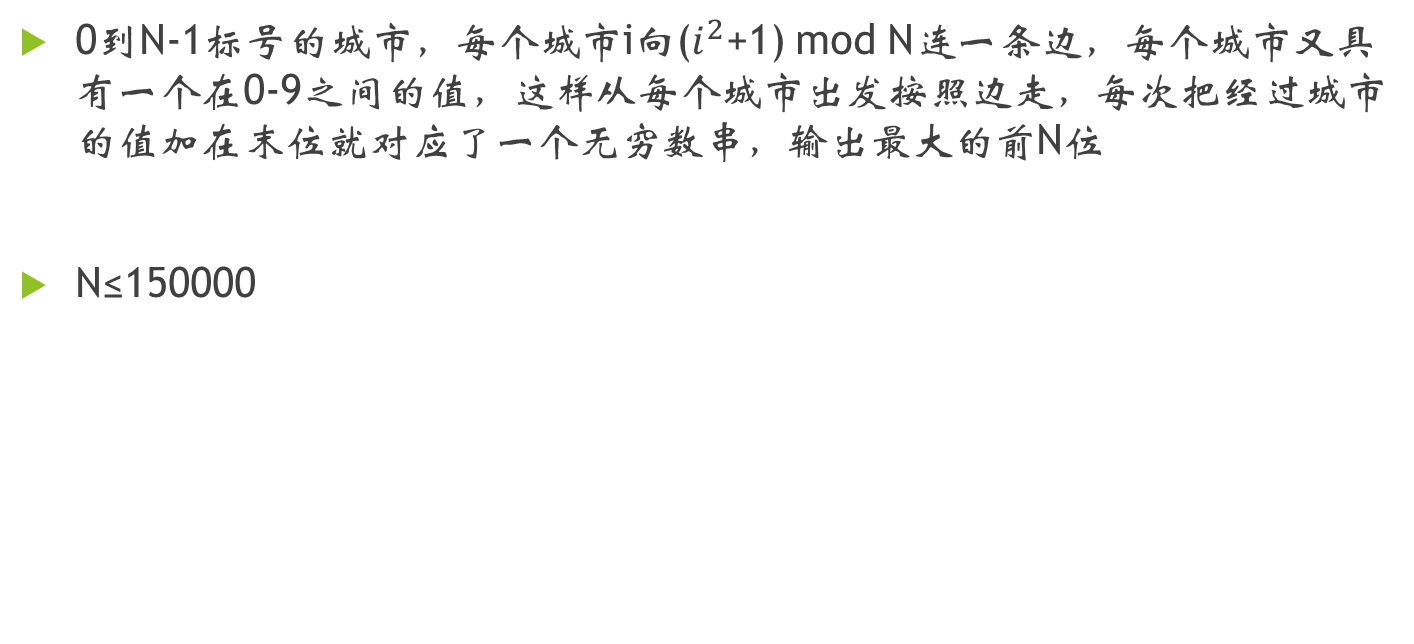 0到N-1标号的城市，每个城市i向(i²+1) mod N连一条边，每个城市又具
有一个在0-9之间的值，这样从每个城市出发按照边走，每次把经过城市
的值加在末位就对应了一个无穷数串，输出最大的前N位
N≤150000